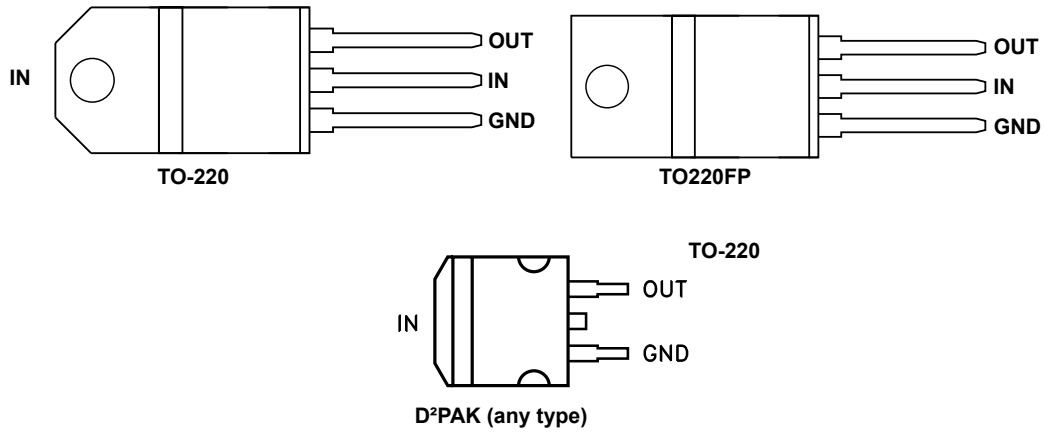 OUT
IN
IN
GND
TO-220
OUT
IN
GND
TO220FP
TO-220
OUT
IN
GND
D²PAK (any type)